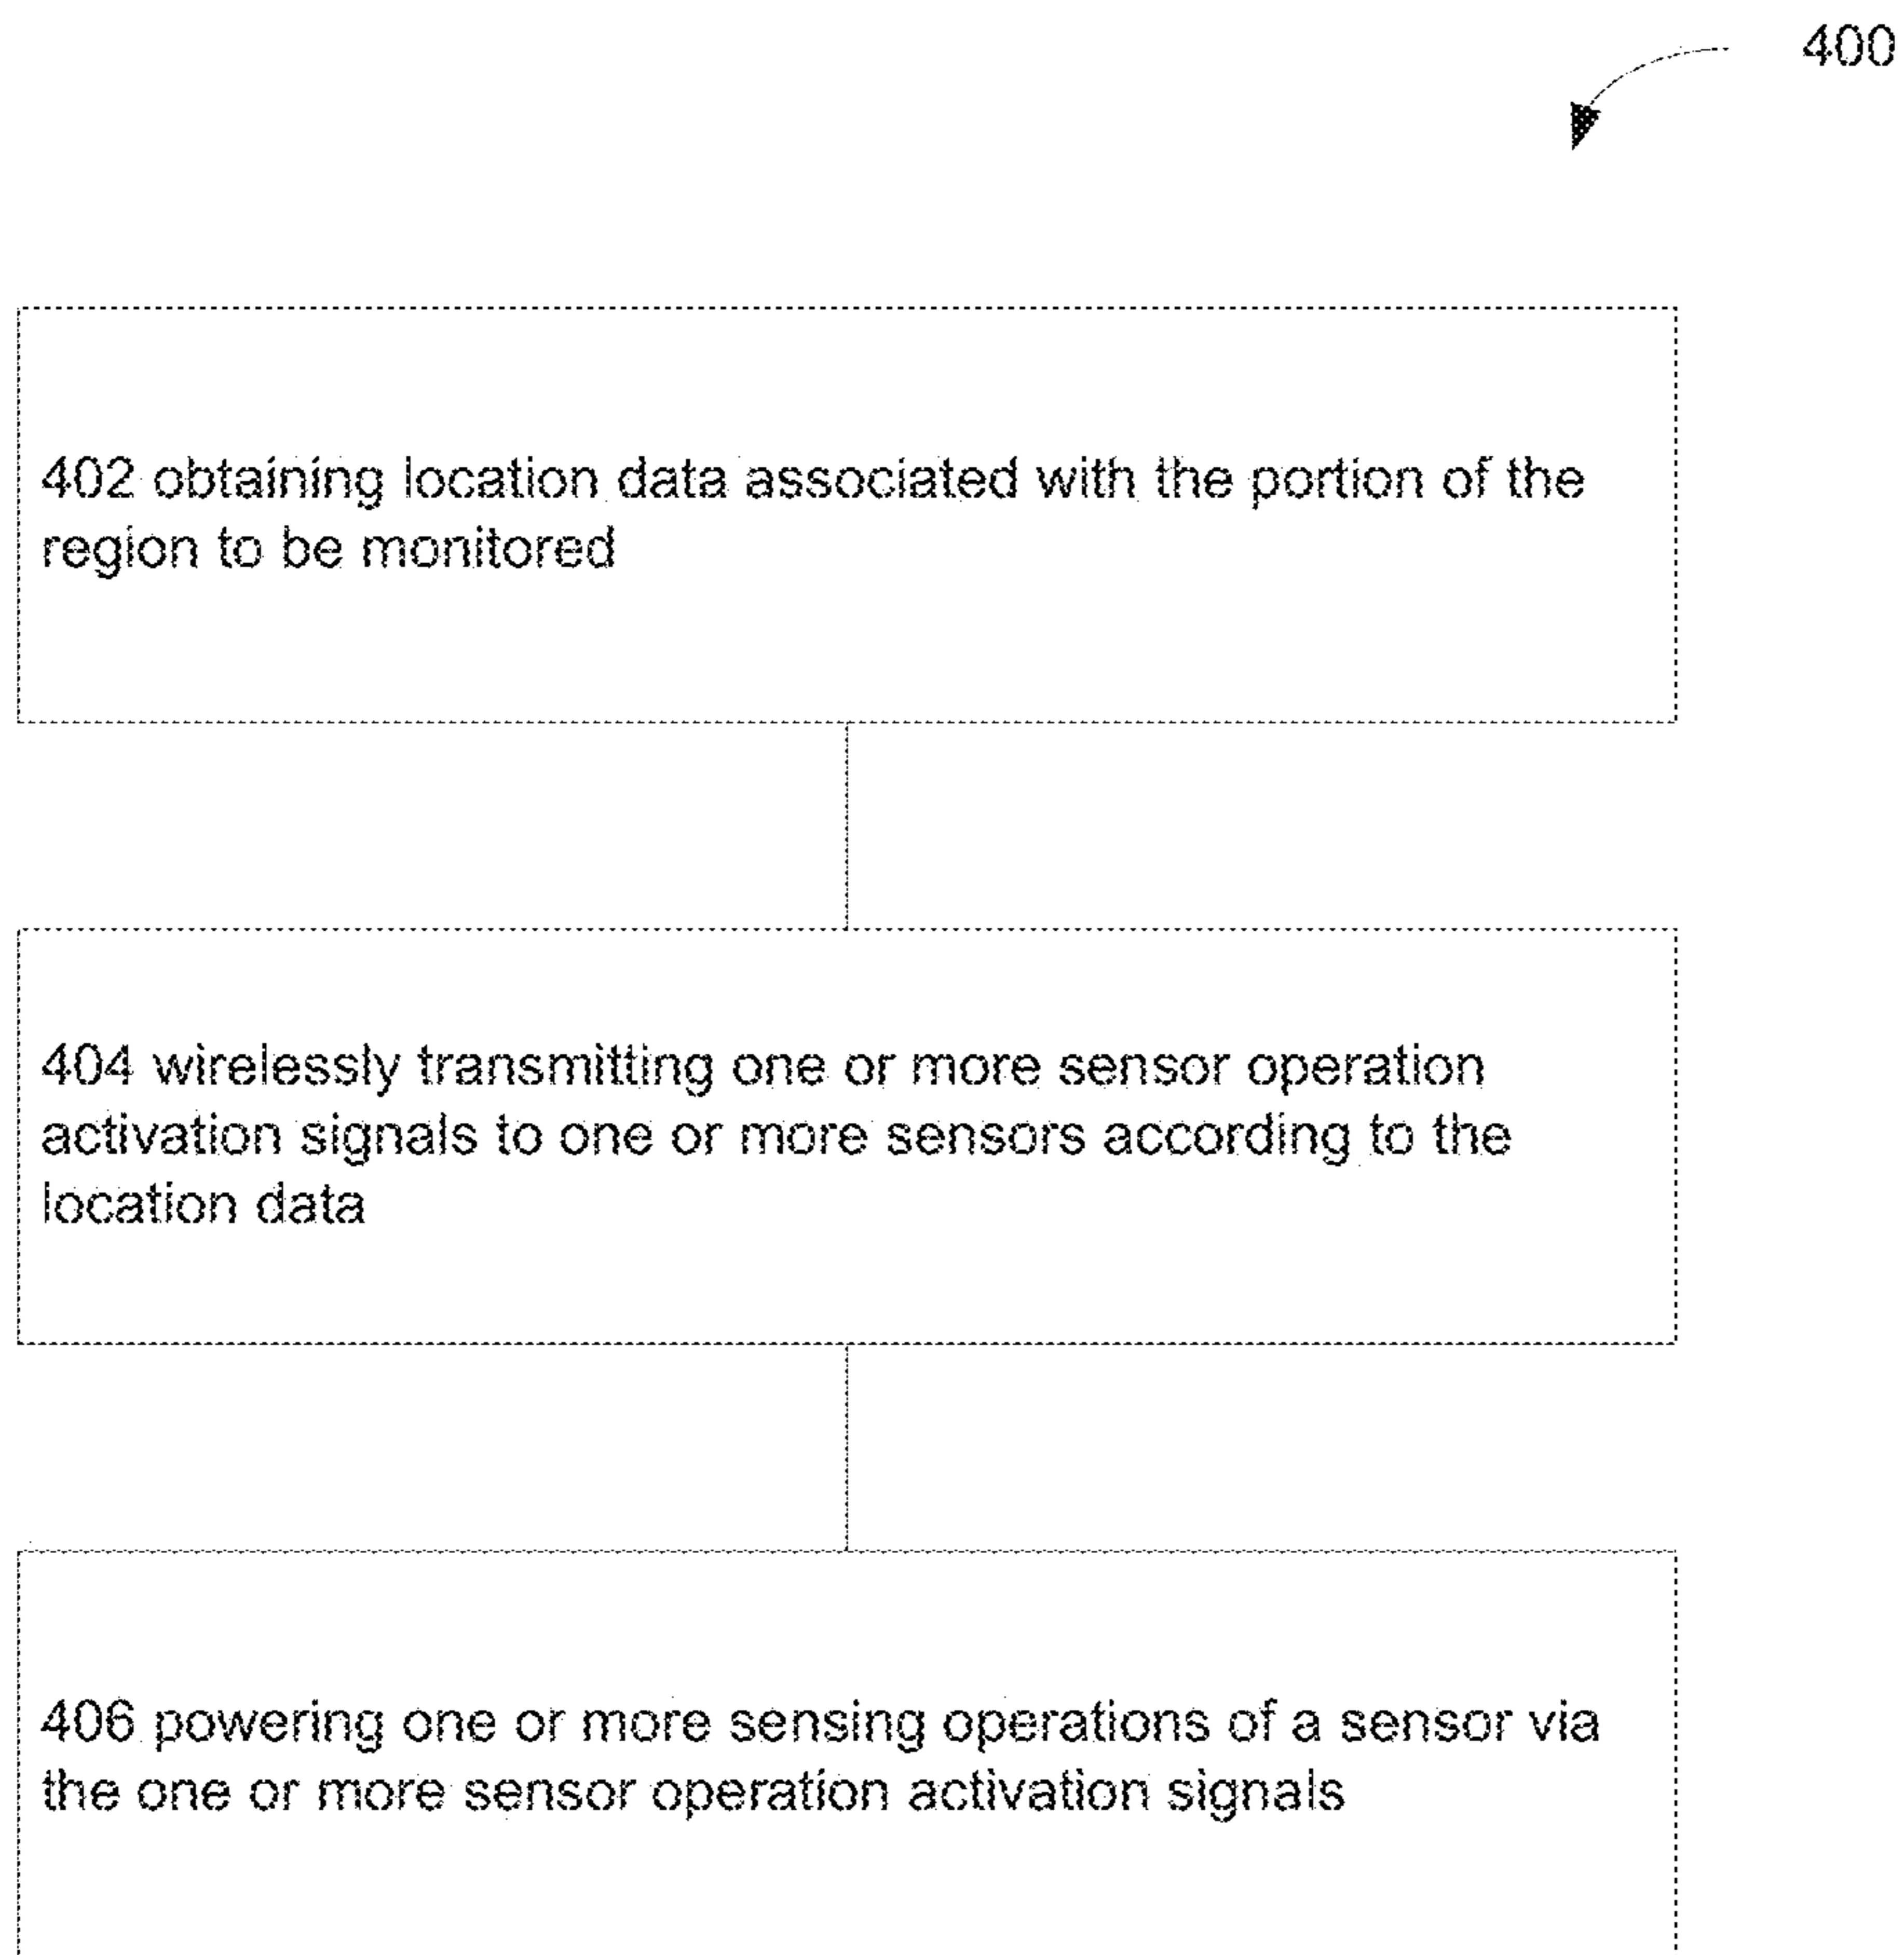 400
402 obtaining location data associated with the portion of the
region to be monitored
404 wirelessly transmitting one or more sensor operation
activation signals to one or more sensors according to the
location data
406 powering one or more sensing operations of a sensor via
the one or more sensor operation activation signals